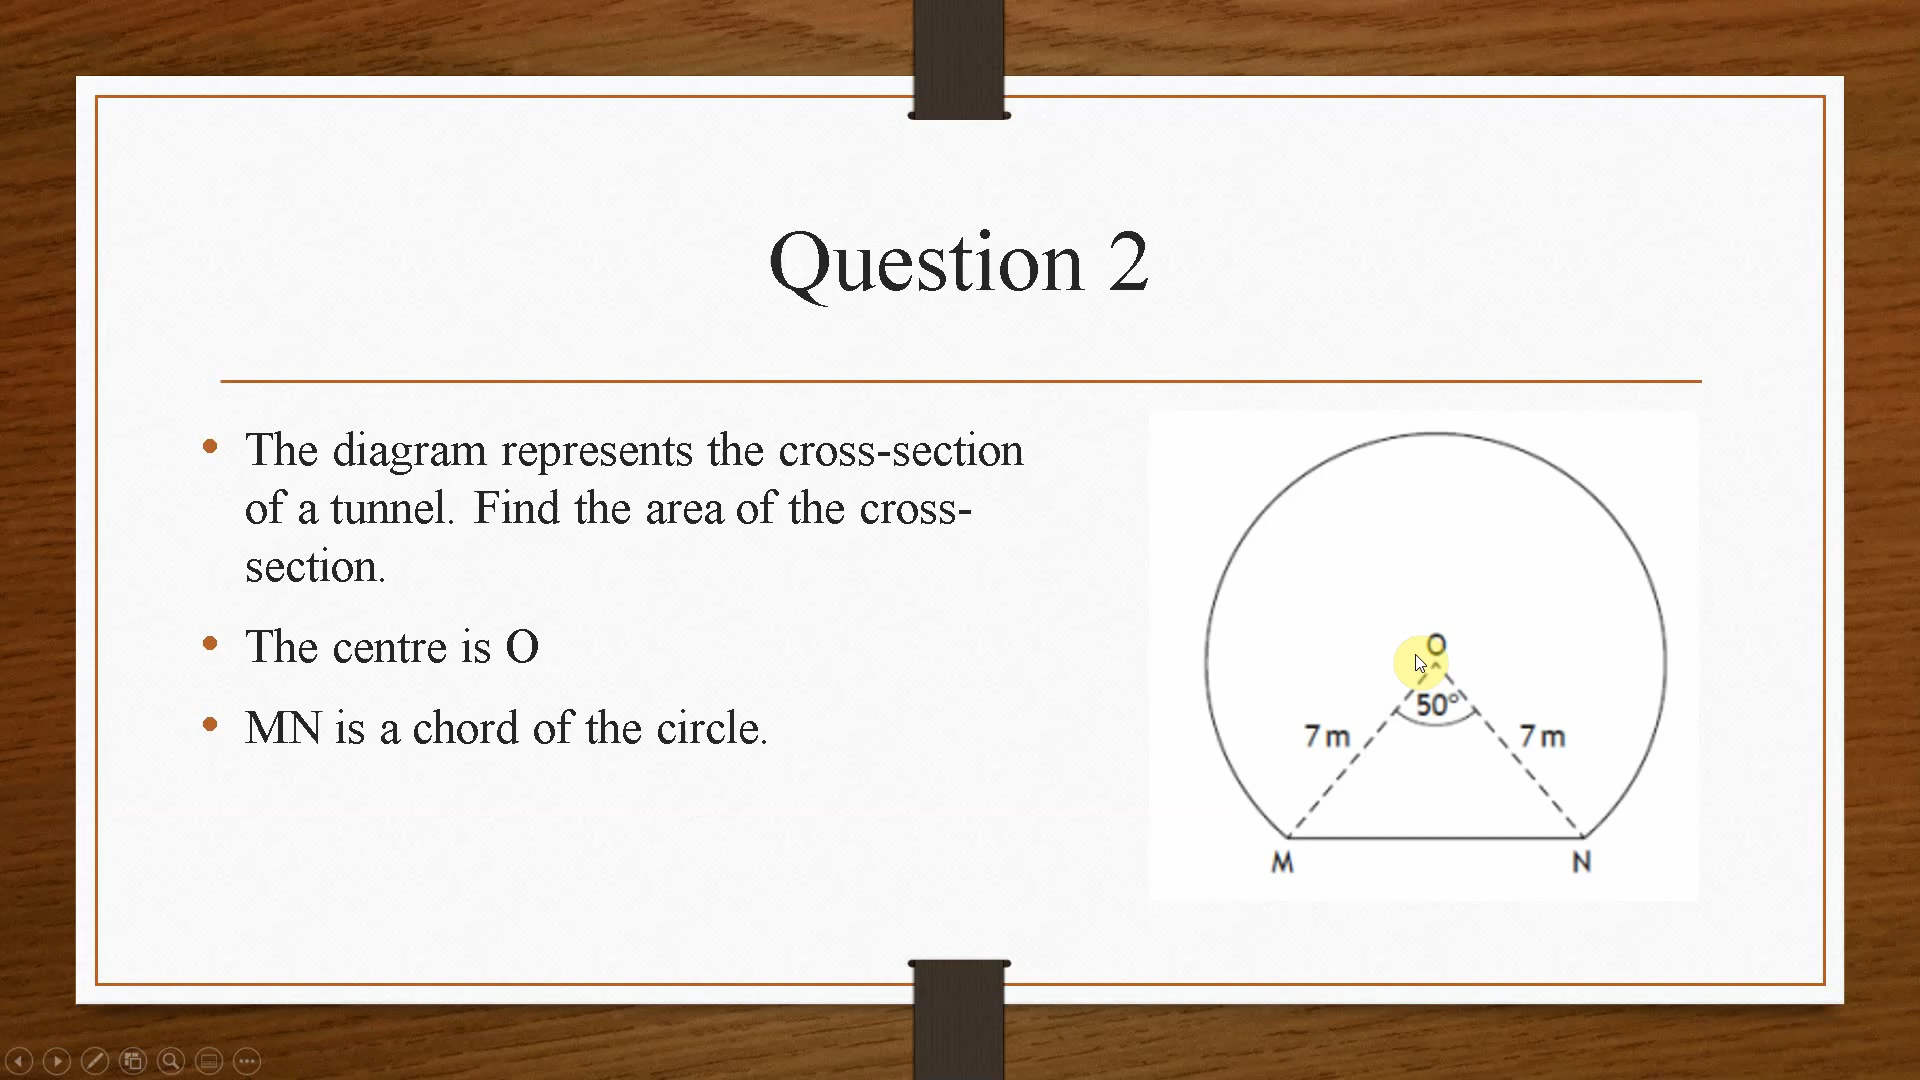 Question 2
• The diagram represents the cross-section
of a tunnel. Find the area of the cross-
section.
• The centre is O
• MN is a chord of the circle.
O
50°
7 m
7 m
M
N